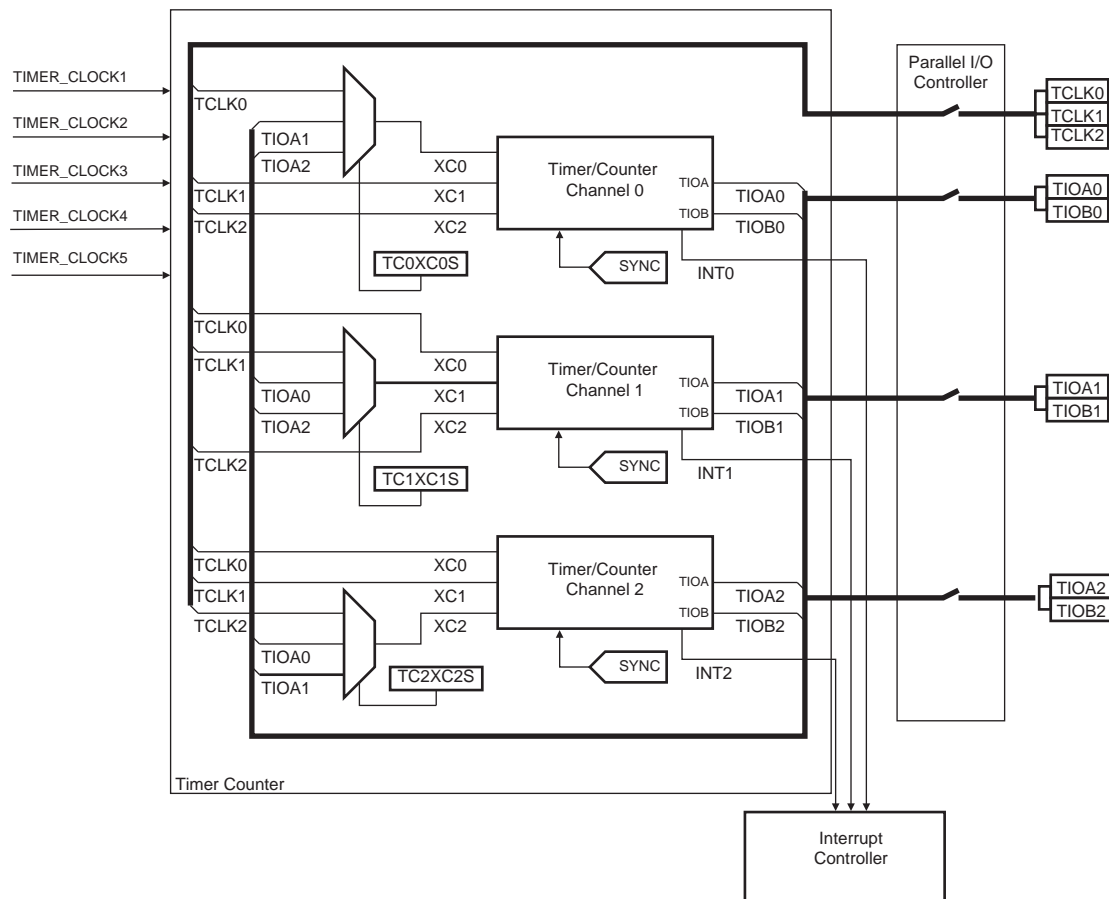 TIMER_CLOCK1
TIMER_CLOCK2
TIMER_CLOCK3
TIMER_CLOCK4
TIMER_CLOCK5
TCLK0
TIOA1
TIOA2
TCLK1
TCLK2
XC0
XC1
XC2
TC0XC0S
Timer/Counter
Channel 0
TIOA
TIOB
TIOA0
TIOB0
SYNC
INT0
TCLK0
TCLK1
TIOA0
TIOA2
TCLK2
XC0
XC1
XC2
TC1XC1S
Timer/Counter
Channel 1
TIOA
TIOB
TIOA1
TIOB1
SYNC
INT1
TCLK0
TCLK1
TCLK2
TIOA0
TIOA1
XC0
XC1
XC2
TC2XC2S
Timer/Counter
Channel 2
TIOA
TIOB
TIOA2
TIOB2
SYNC
INT2
Timer Counter
Parallel I/O
Controller
TCLK0
TCLK1
TCLK2
TIOA0
TIOB0
TIOA1
TIOB1
TIOA2
TIOB2
Interrupt
Controller